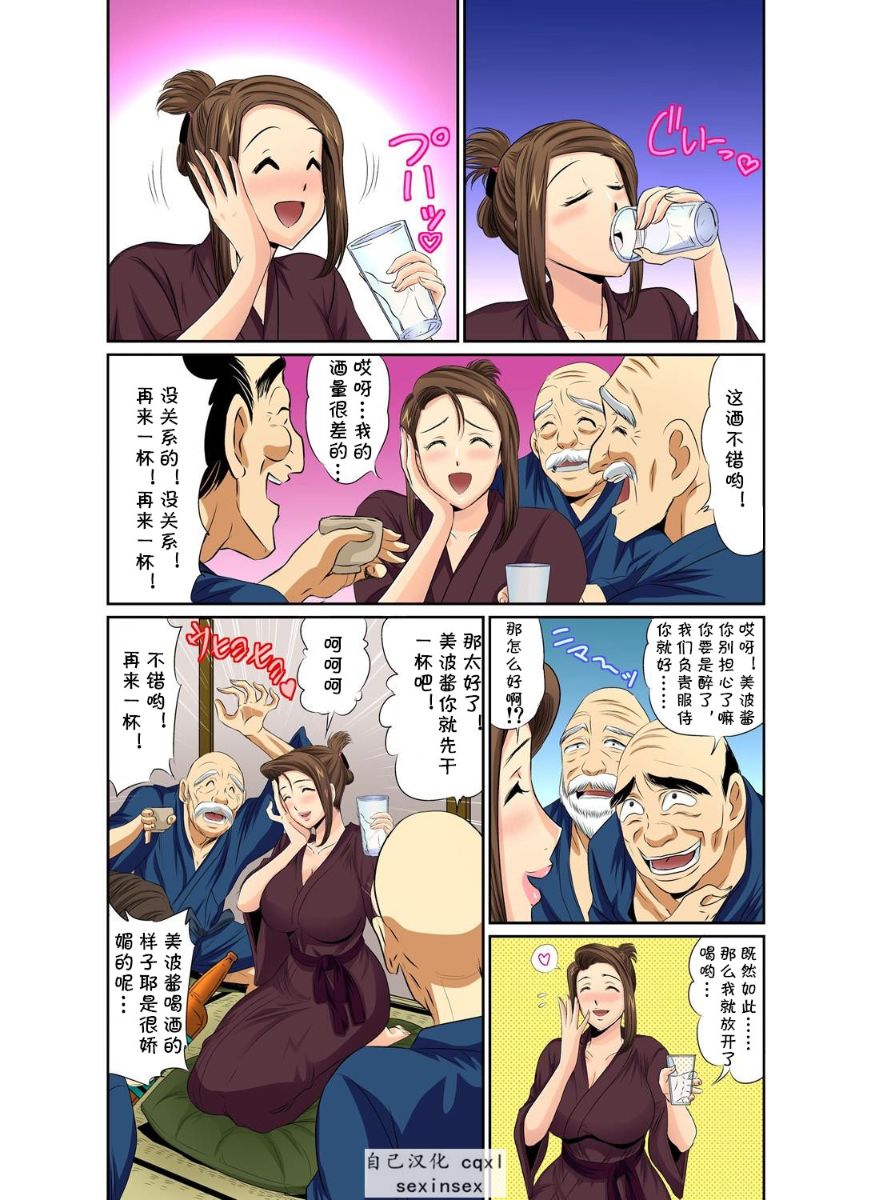 ぐいーっ
プハーッ
这酒不错哟！
哎呀…我的
酒量很差的…
没关系的！没关系！
再来一杯！再来一杯！
哎呀！美波酱
你别担心了嘛
你要是醉了，
我们负责服侍
你就好……
ニュ～ッ
那怎么好啊!?
既然如此……
那么我就放开了
喝哟…
那太好了！
美波酱你就先干
一杯吧！
呵呵呵
不错哟！
再来一杯！
美波酱喝酒的
样子耶是很娇
媚的呢…
自己汉化 cqxl
sexinsex